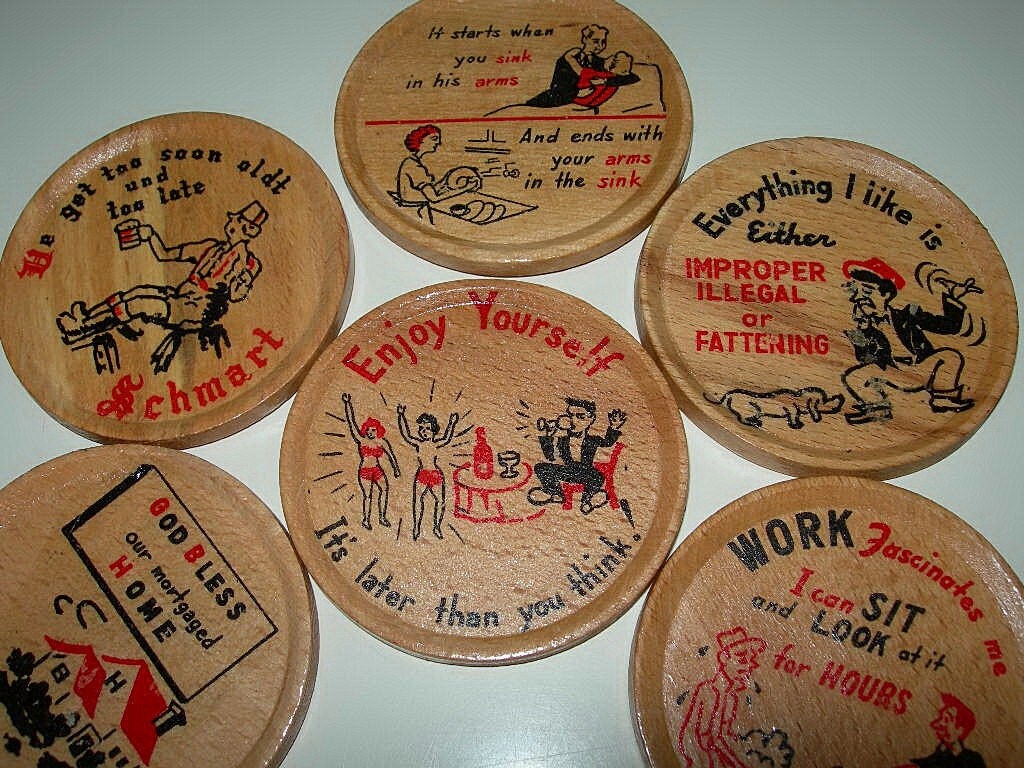 It starts when
you sink
in his arms
And ends with
your arms
in the sink
Ve get too soon oldt
und
too late
Schmart
Everything I like is
Either
IMPROPER
ILLEGAL
or
FATTENING
Enjoy Yourself
It's later than you think!
GOD BLESS
our mortgaged
HOME
WORK Fascinates me
I can SIT
and LOOK at it
for HOURS